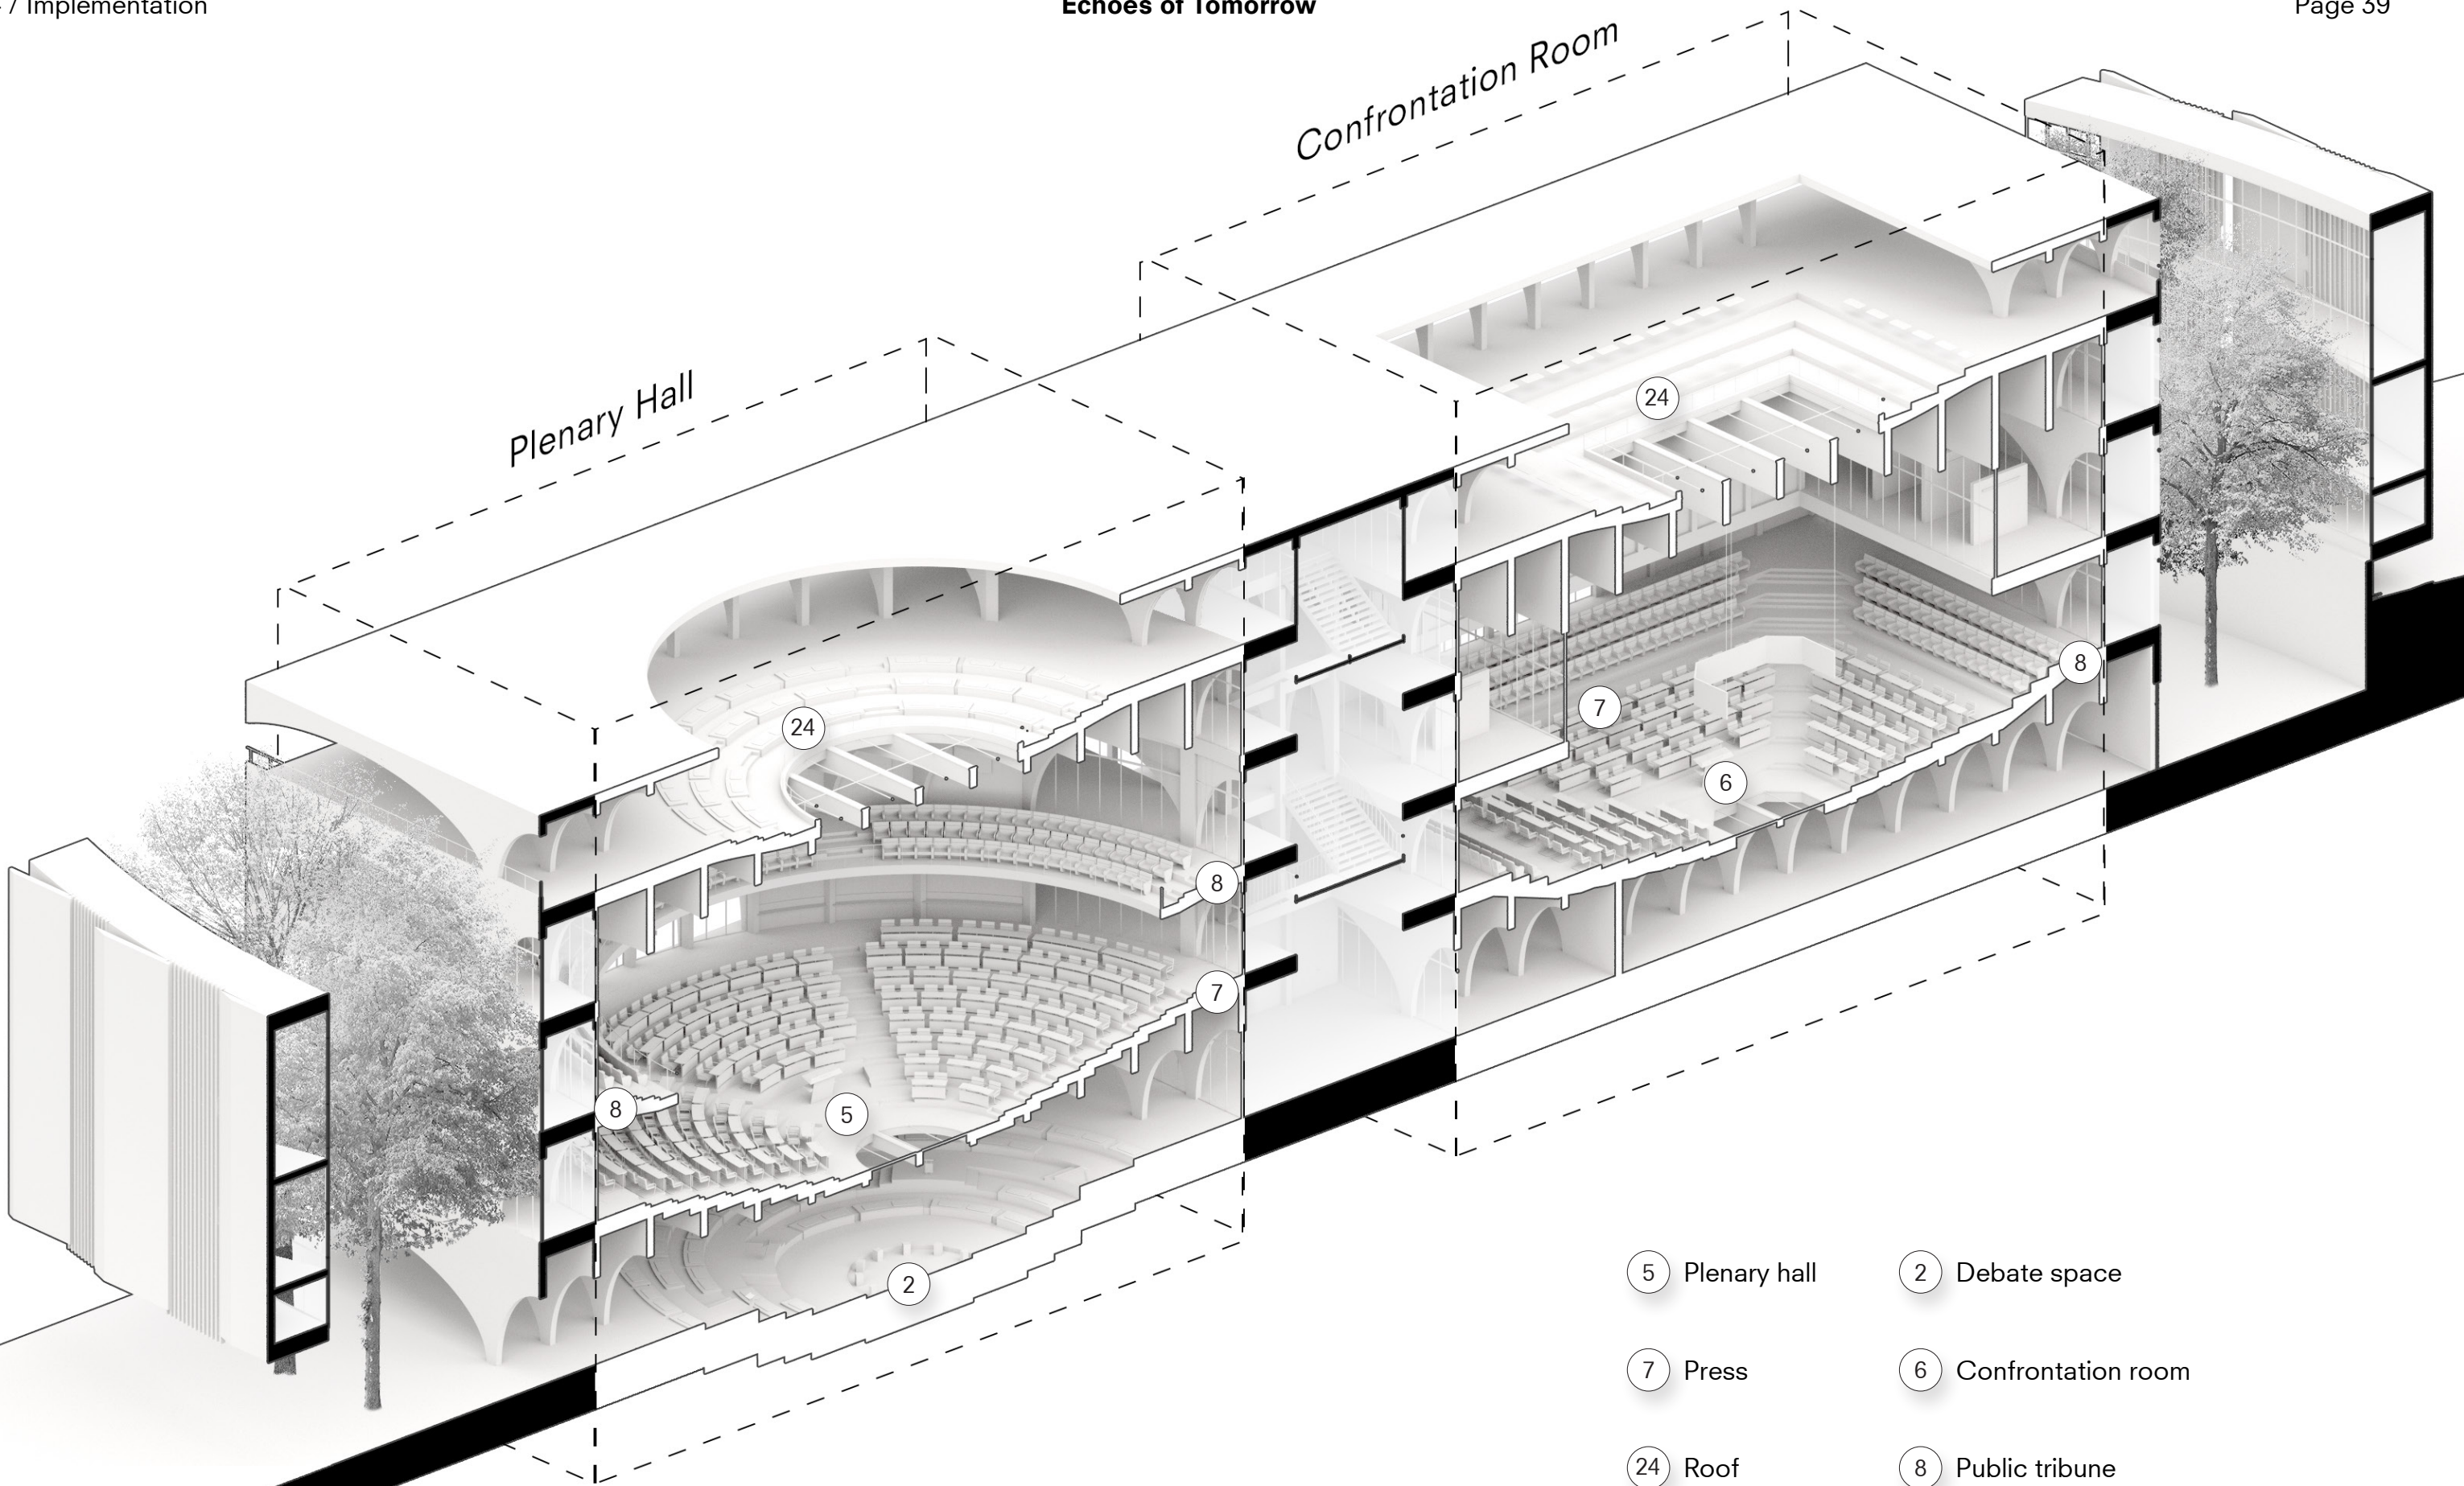 / Implementation
Echoes of Tomorrow
Page 39
Confrontation Room
Plenary Hall
24
24
8
7
6
8
7
8
5
2
5 Plenary hall
2 Debate space
7 Press
6 Confrontation room
24 Roof
8 Public tribune